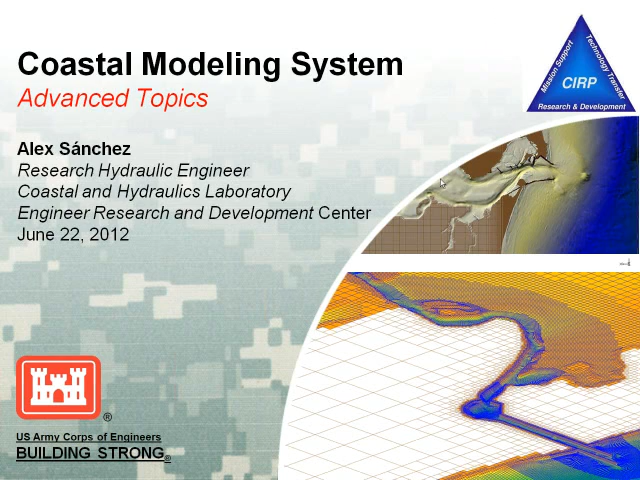 Coastal Modeling System
Advanced Topics
Alex Sánchez
Research Hydraulic Engineer
Coastal and Hydraulics Laboratory
Engineer Research and Development Center
June 22, 2012
Mission Support
Technology Transfer
CIRP
Research & Development
®
US Army Corps of Engineers
BUILDING STRONG®